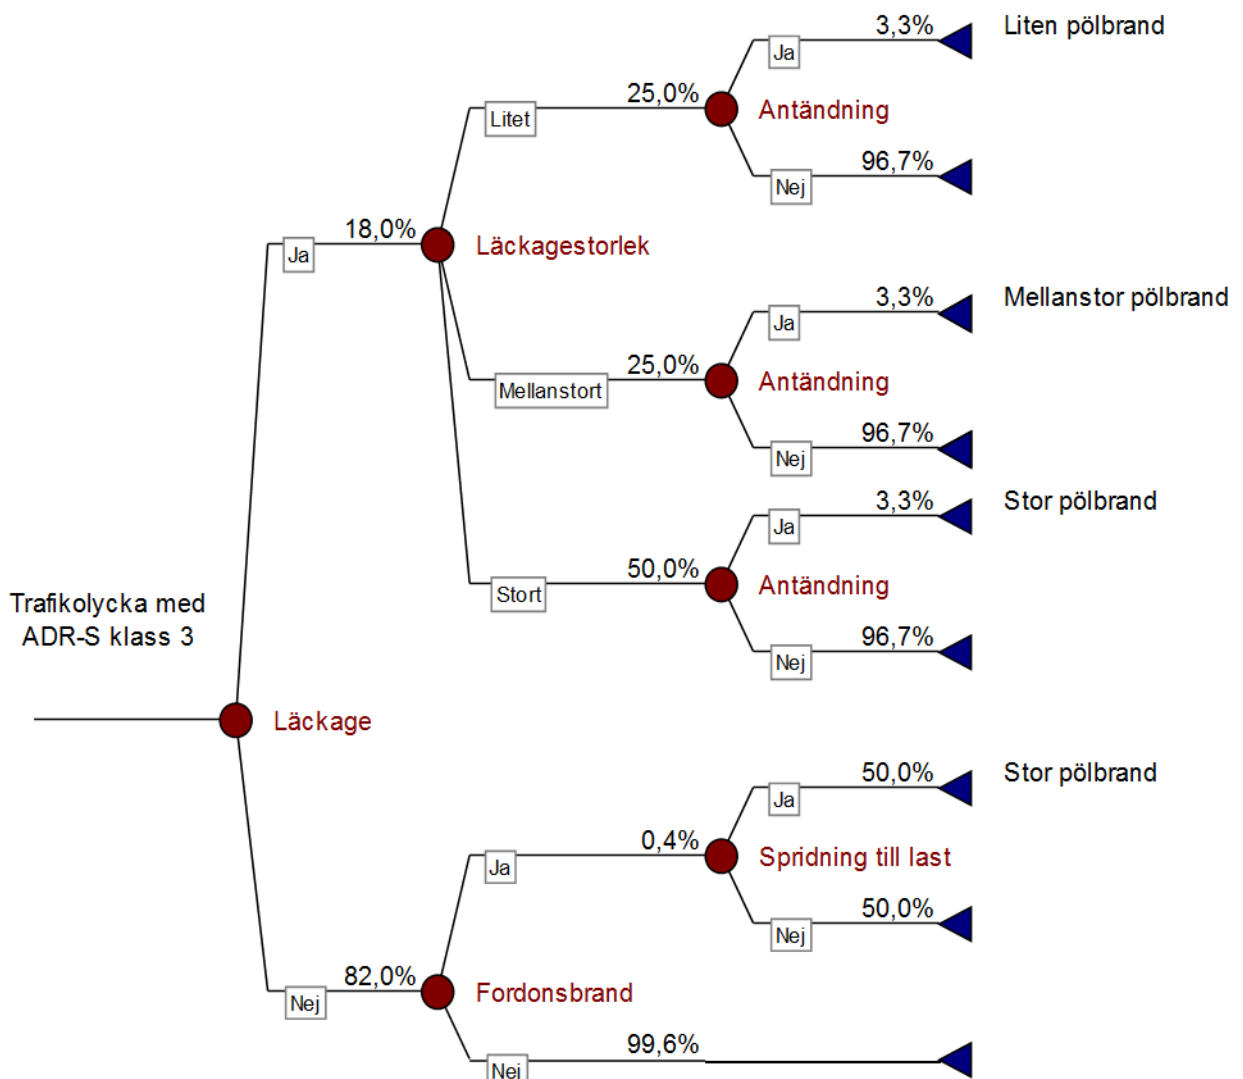 3,3%
Liten pölbrand
Ja
25,0%
Antändning
Litet
96,7%
Nej
18,0%
Ja
Läckagestorlek
3,3%
Mellanstor pölbrand
Ja
25,0%
Antändning
Mellanstort
96,7%
Nej
3,3%
Stor pölbrand
Ja
50,0%
Antändning
Stort
96,7%
Nej
Trafikolycka med
ADR-S klass 3
Läckage
50,0%
Stor pölbrand
Ja
0,4%
Spridning till last
Ja
50,0%
Nej
82,0%
Fordonsbrand
Nej
99,6%
Nej